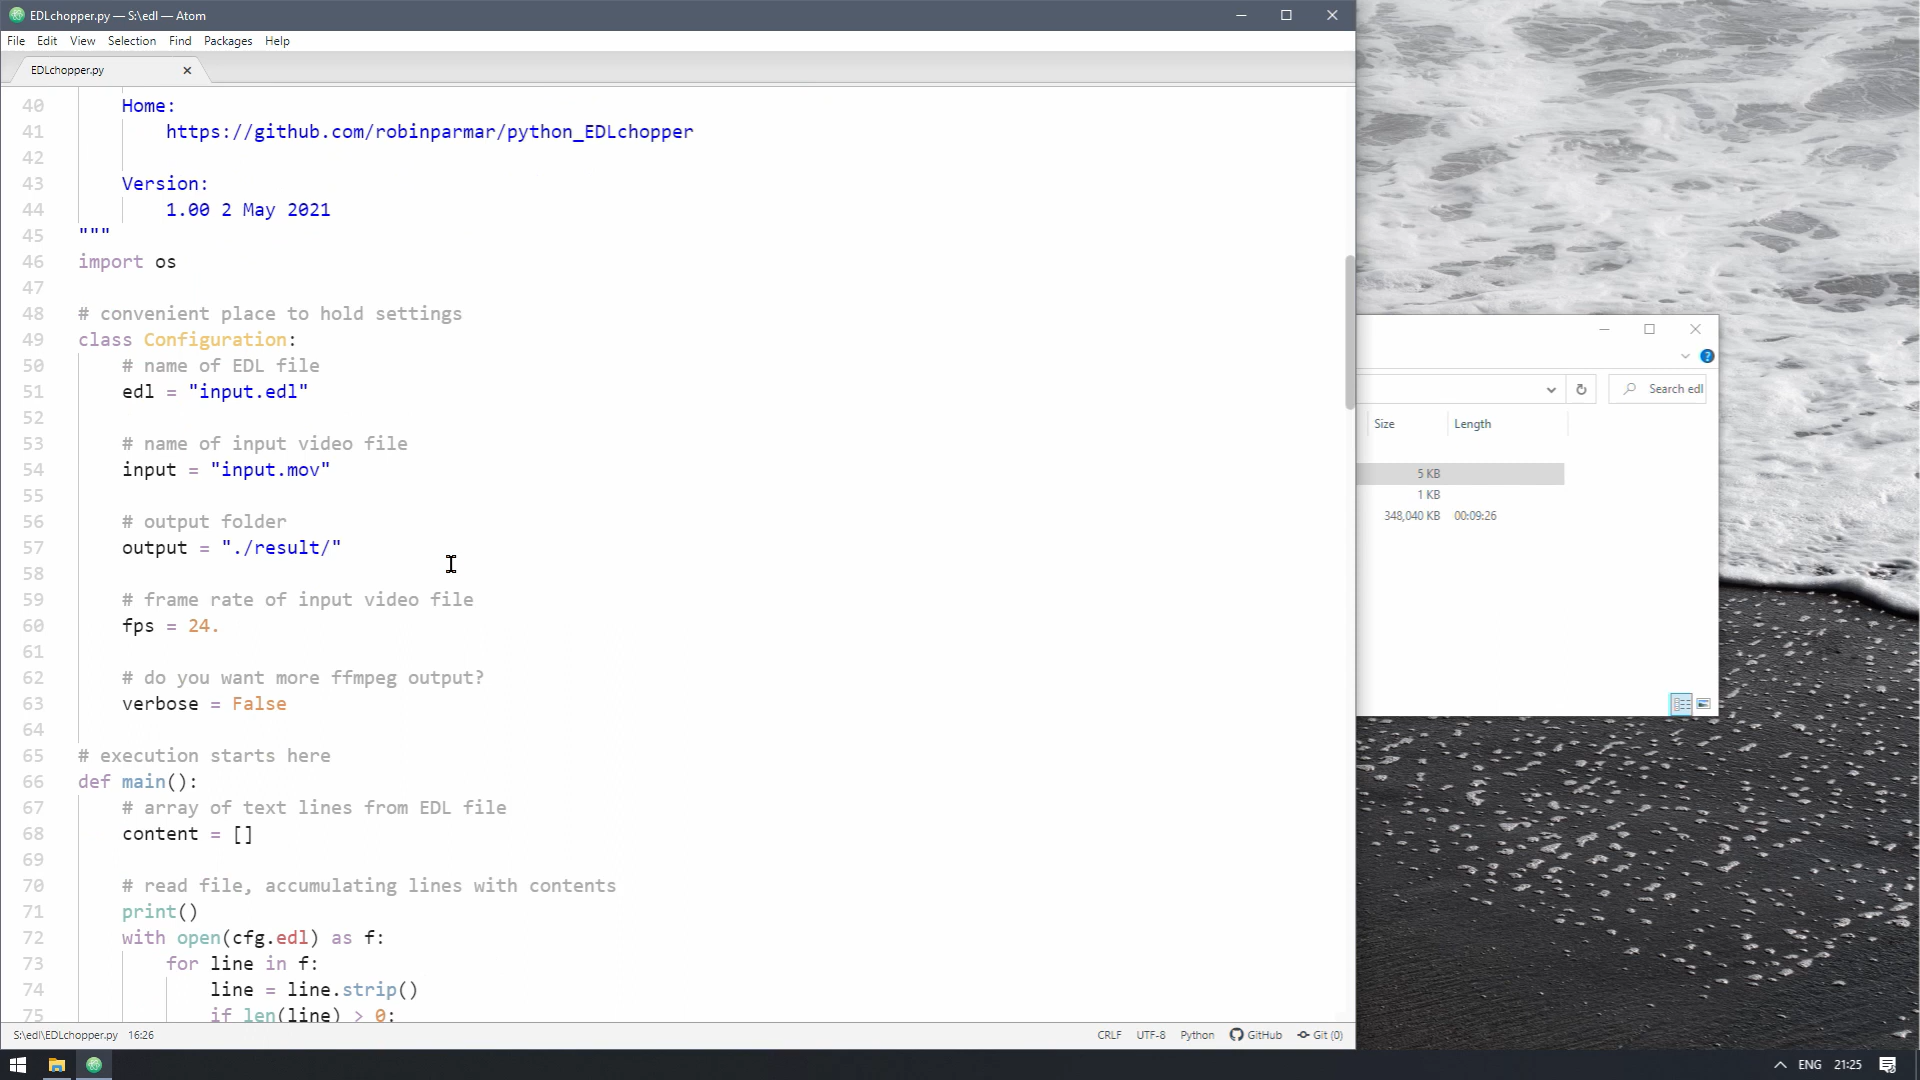 EDLchopper.py — S:\edl — Atom
File Edit View Selection Find Packages Help
EDLchopper.py
40 Home:
41 https://github.com/robinparmar/python_EDLchopper
42
43 Version:
44 1.00 2 May 2021
45 """
46 import os
47
48 # convenient place to hold settings
49 class Configuration:
50 # name of EDL file
51 edl = "input.edl"
52
53 # name of input video file
54 input = "input.mov"
55
56 # output folder
57 output = "./result/"
58
59 # frame rate of input video file
60 fps = 24.
61
62 # do you want more ffmpeg output?
63 verbose = False
64
65 # execution starts here
66 def main():
67 # array of text lines from EDL file
68 content = []
69
70 # read file, accumulating lines with contents
71 print()
72 with open(cfg.edl) as f:
73 for line in f:
74 line = line.strip()
75 if len(line) > 0:
S:\edl\EDLchopper.py 16:26 CRLF UTF-8 Python GitHub Git (0)
Search edl
Size Length
5 KB
1 KB
348,040 KB 00:09:26
ENG 21:25